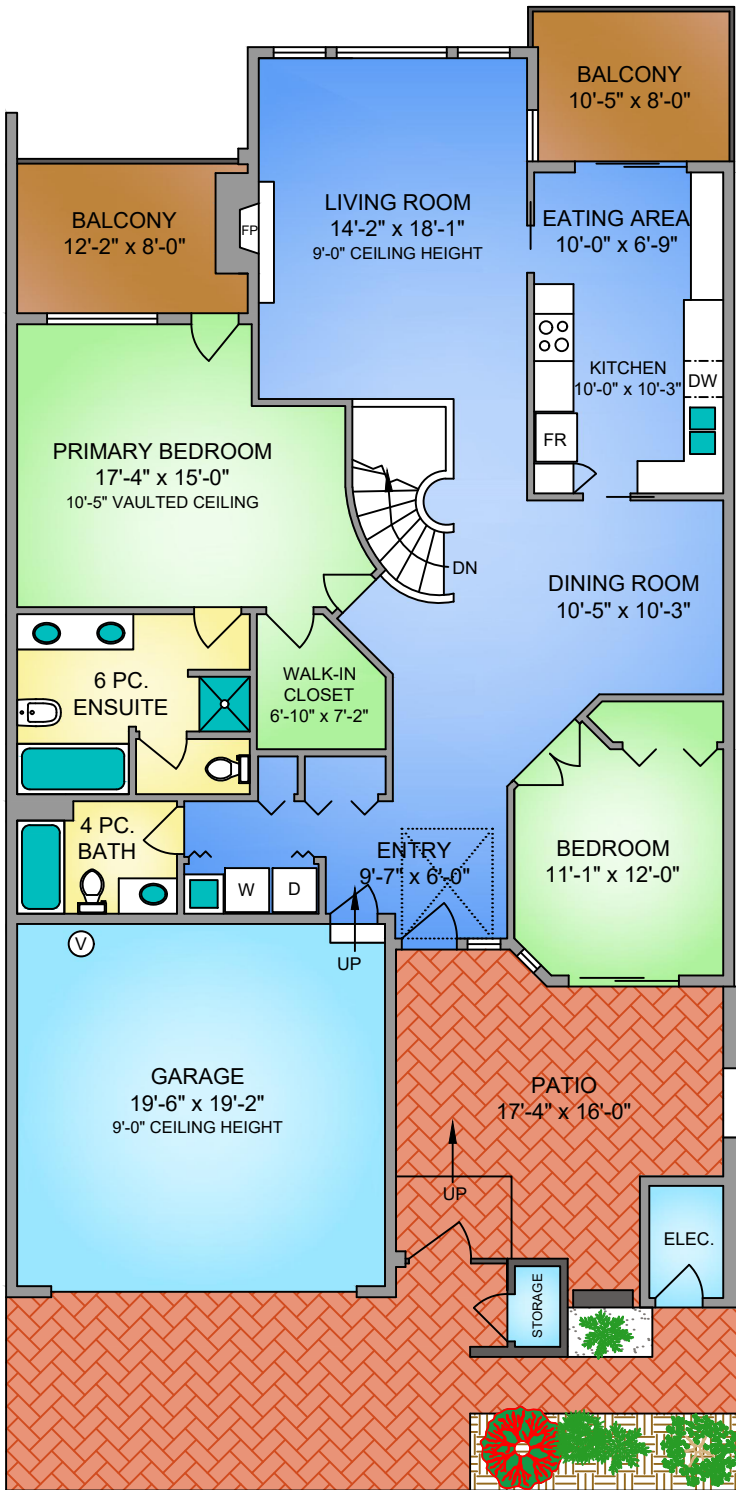 BALCONY
10'-5" x 8'-0"
LIVING ROOM
14'-2" x 18'-1"
9'-0" CEILING HEIGHT
BALCONY
12'-2" x 8'-0"
FP
EATING AREA
10'-0" x 6'-9"
KITCHEN
10'-0" x 10'-3"
DW
FR
PRIMARY BEDROOM
17'-4" x 15'-0"
10'-5" VAULTED CEILING
DN
DINING ROOM
10'-5" x 10'-3"
6 PC.
ENSUITE
WALK-IN
CLOSET
6'-10" x 7'-2"
4 PC.
BATH
W
D
ENTRY
9'-7" x 6'-0"
BEDROOM
11'-1" x 12'-0"
V
UP
GARAGE
19'-6" x 19'-2"
9'-0" CEILING HEIGHT
PATIO
17'-4" x 16'-0"
UP
ELEC.
STORAGE